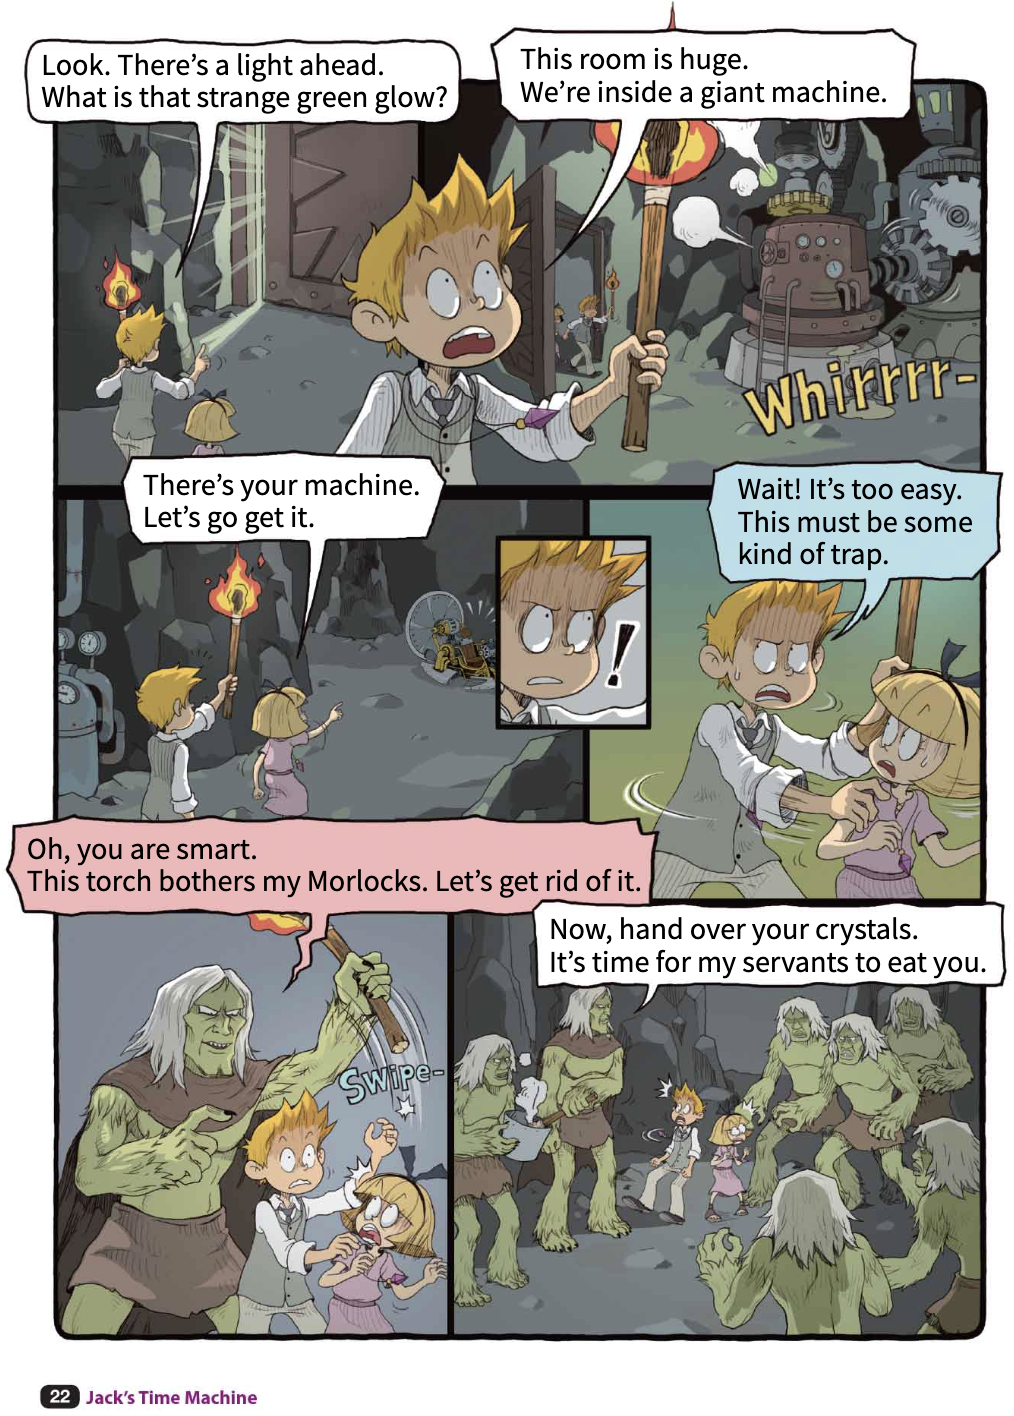 Look. There's a light ahead.
What is that strange green glow?
This room is huge.
We're inside a giant machine.
Whirrrr-
There's your machine.
Let's go get it.
!
Wait! It's too easy.
This must be some
kind of trap.
Oh, you are smart.
This torch bothers my Morlocks. Let's get rid of it.
Swipe-
Now, hand over your crystals.
It's time for my servants to eat you.
22 Jack's Time Machine